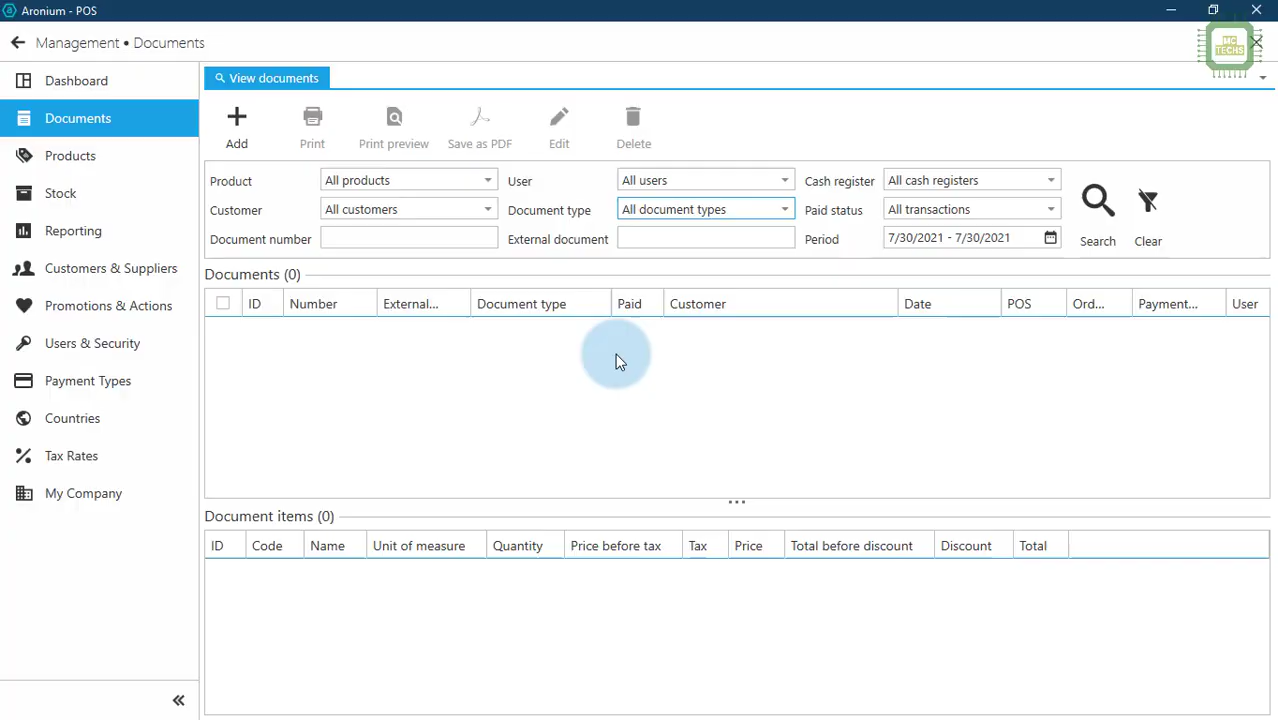 Aronium - POS
Management • Documents
MC TECHS
Dashboard
Documents
Products
Stock
Reporting
Customers & Suppliers
Promotions & Actions
Users & Security
Payment Types
Countries
Tax Rates
My Company
View documents
Add Print Print preview Save as PDF Edit Delete
Product All products User All users Cash register All cash registers
Customer All customers Document type All document types Paid status All transactions
Document number External document Period 7/30/2021 - 7/30/2021
Search Clear
Documents (0)
ID Number External... Document type Paid Customer Date POS Ord... Payment... User
Document items (0)
ID Code Name Unit of measure Quantity Price before tax Tax Price Total before discount Discount Total